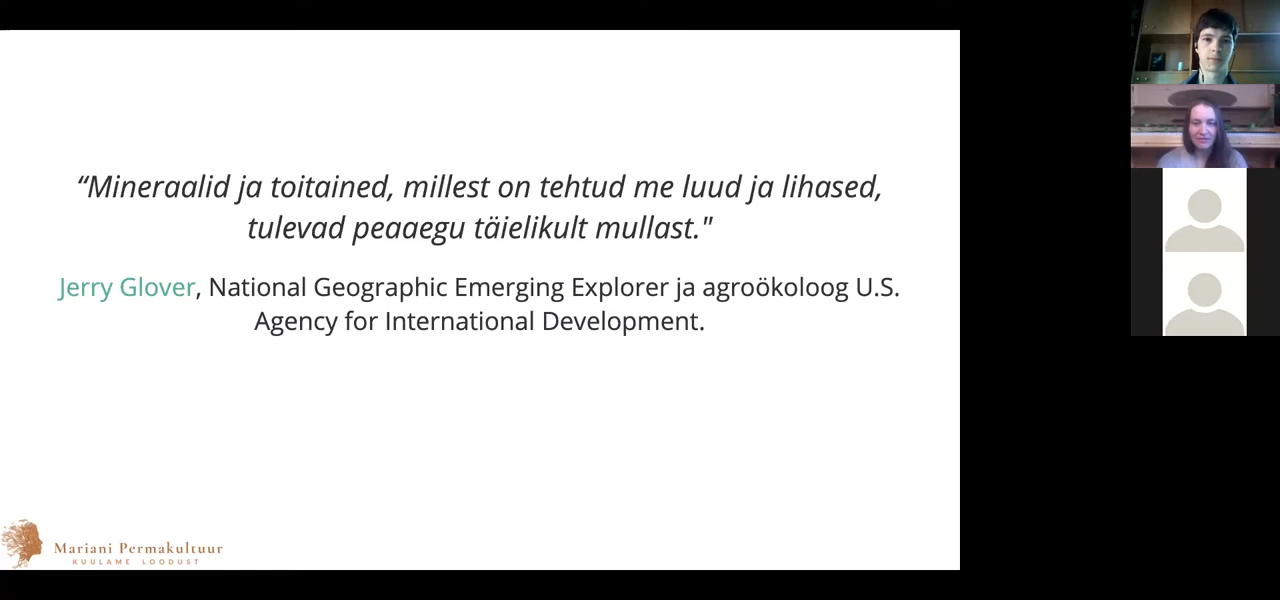 “Mineraalid ja toitained, millest on tehtud me luud ja lihased,
tulevad peaaegu täielikult mullast."
Jerry Glover, National Geographic Emerging Explorer ja agroökoloog U.S.
Agency for International Development.
Mariani Permakultuur
KUULAME LOODUST